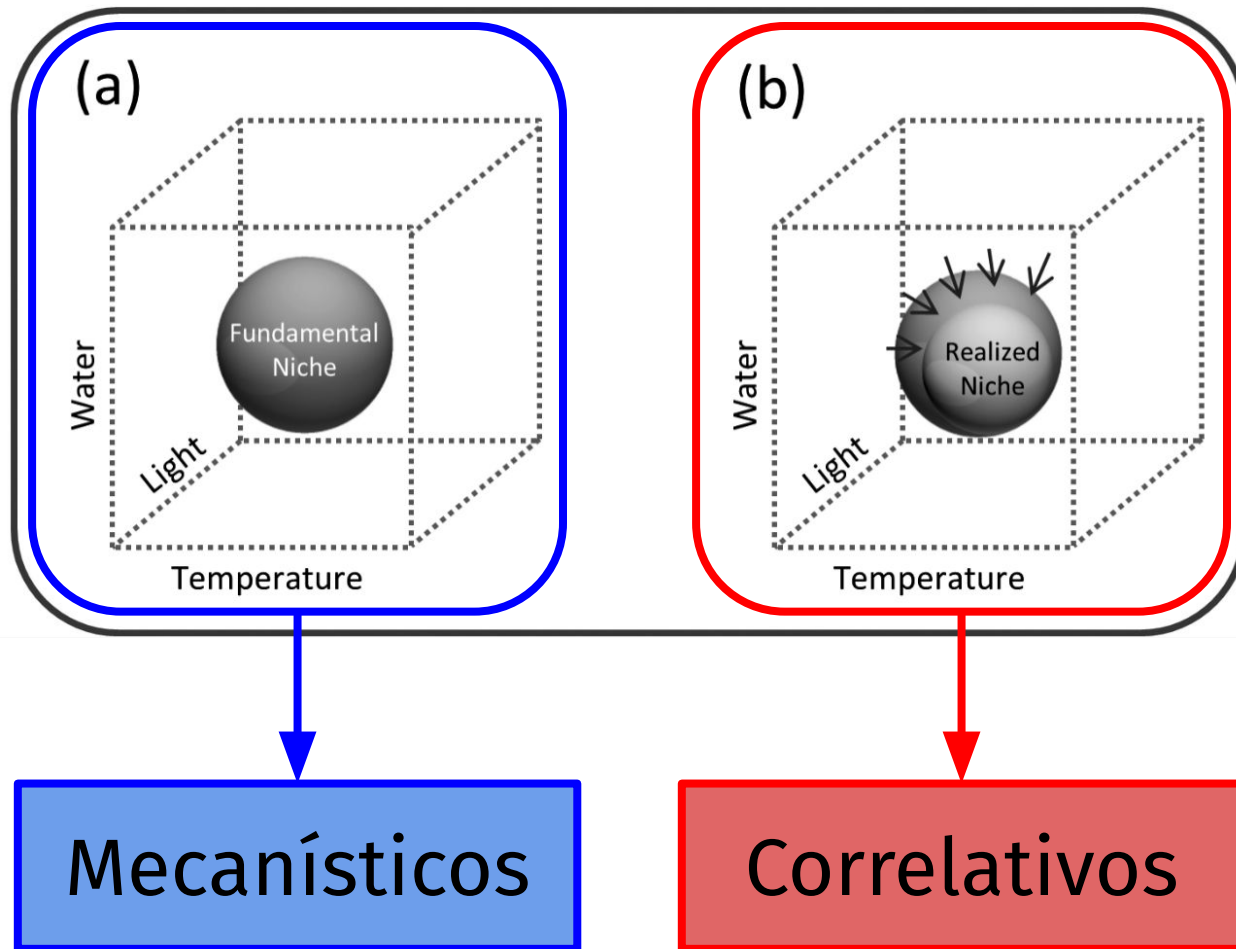 (a)
Fundamental
Niche
Water
Light
Temperature
(b)
Realized
Niche
Water
Light
Temperature
Mecanísticos
Correlativos